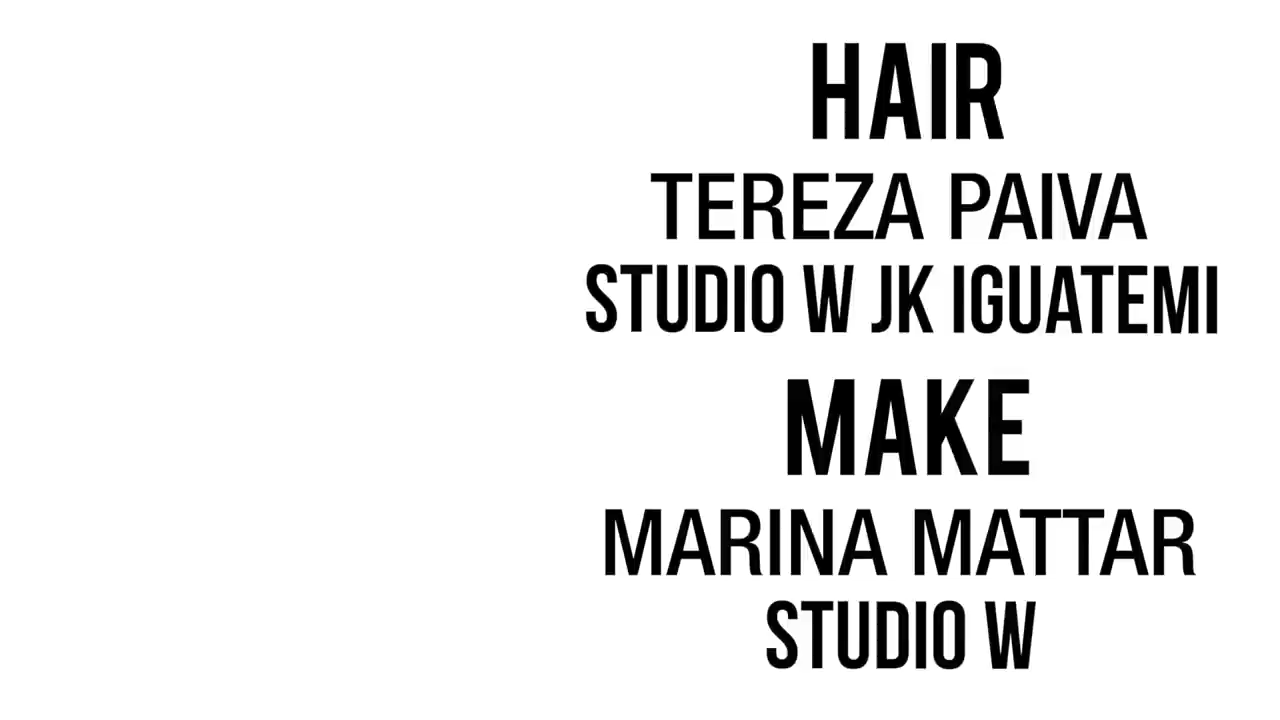 HAIR
TEREZA PAIVA
STUDIO W JK IGUATEMI
MAKE
MARINA MATTAR
STUDIO W